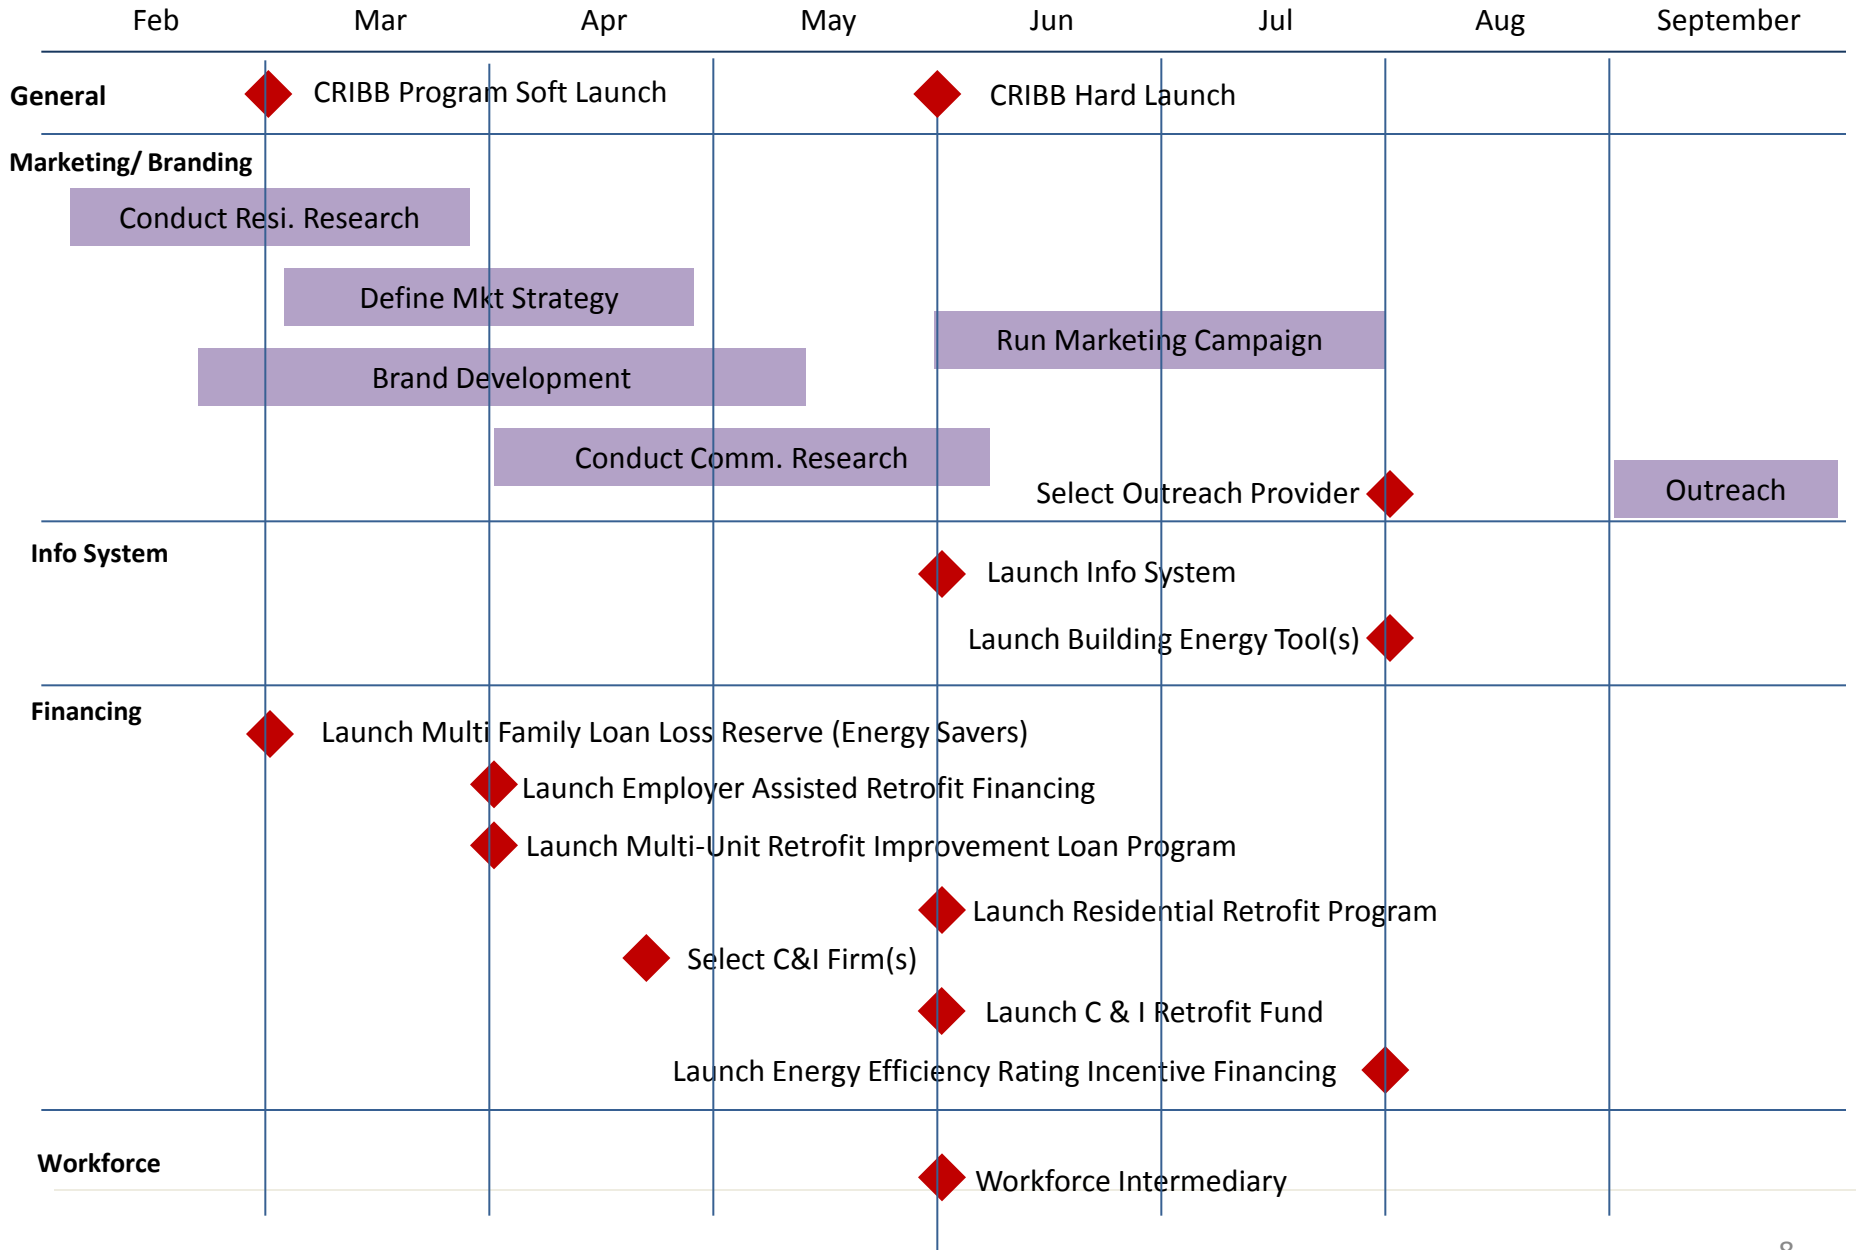 Feb Mar Apr May Jun Jul Aug September
General CRIBB Program Soft Launch CRIBB Hard Launch
Marketing/ Branding
Conduct Resi. Research
Define Mkt Strategy
Run Marketing Campaign
Brand Development
Conduct Comm. Research
Select Outreach Provider Outreach
Info System
Launch Info System
Launch Building Energy Tool(s)
Financing
Launch Multi Family Loan Loss Reserve (Energy Savers)
Launch Employer Assisted Retrofit Financing
Launch Multi-Unit Retrofit Improvement Loan Program
Launch Residential Retrofit Program
Select C&I Firm(s)
Launch C & I Retrofit Fund
Launch Energy Efficiency Rating Incentive Financing
Workforce
Workforce Intermediary